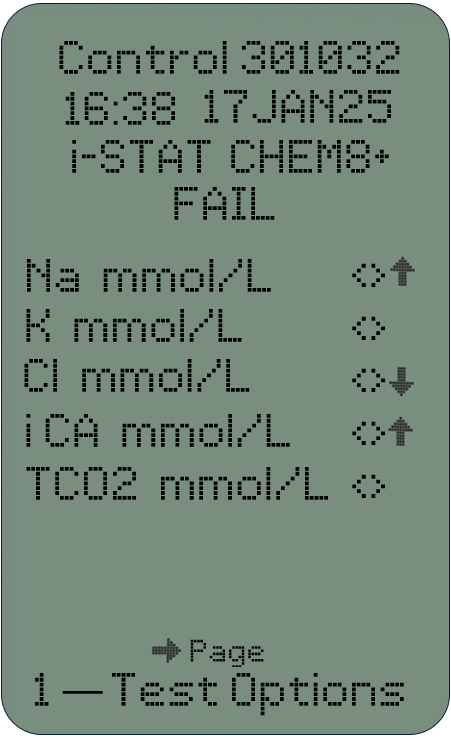 Control 301032
16:38 17JAN25
i-STAT CHEM8+
FAIL
Na mmol/L <>↑
K mmol/L <>
Cl mmol/L <>↓
iCA mmol/L <>↑
TCO2 mmol/L <>
→ Page
1 — Test Options